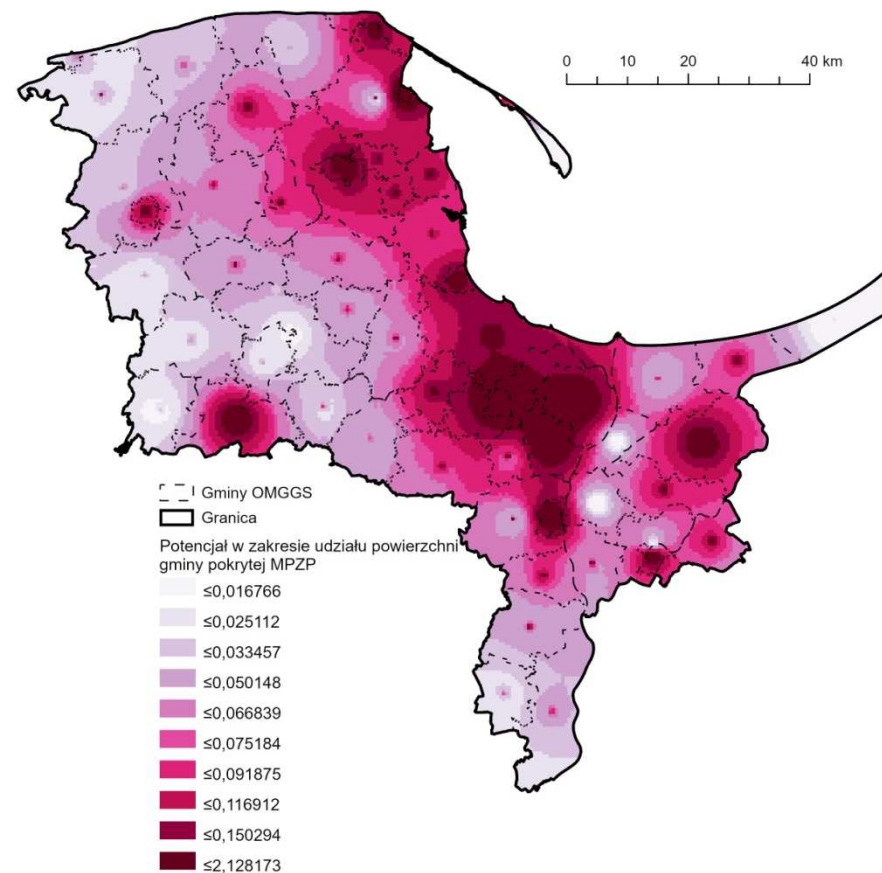 0 10 20 40 km
Gminy OMGGS
Granica
Potencjał w zakresie udziału powierzchni
gminy pokrytej MPZP
≤0,016766
≤0,025112
≤0,033457
≤0,050148
≤0,066839
≤0,075184
≤0,091875
≤0,116912
≤0,150294
≤2,128173